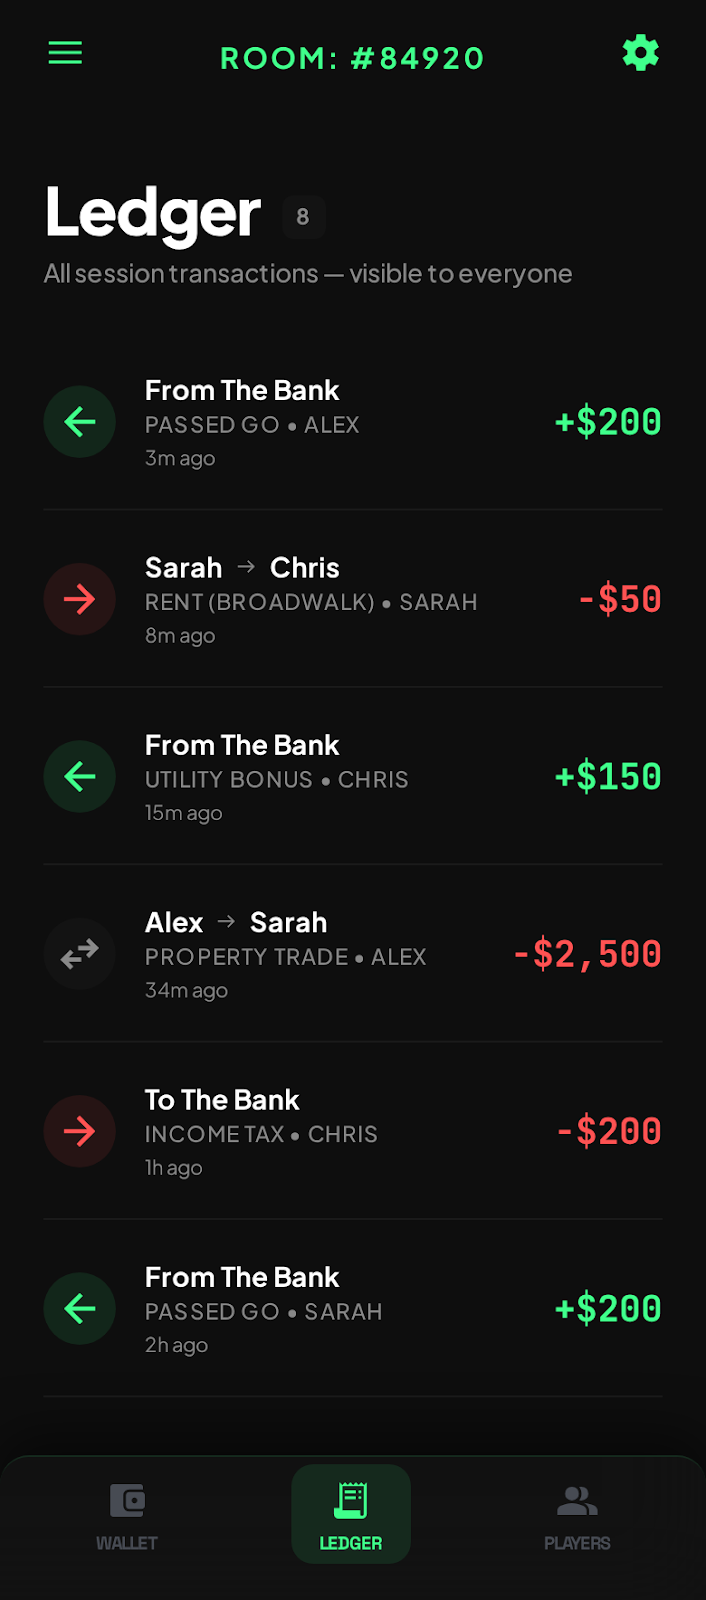 ROOM: #84920
Ledger 8
All session transactions — visible to everyone
From The Bank
PASSED GO • ALEX
+$200
3m ago
Sarah → Chris
RENT (BROADWALK) • SARAH
-$50
8m ago
From The Bank
UTILITY BONUS • CHRIS
+$150
15m ago
Alex → Sarah
PROPERTY TRADE • ALEX
-$2,500
34m ago
To The Bank
INCOME TAX • CHRIS
-$200
1h ago
From The Bank
PASSED GO • SARAH
+$200
2h ago
WALLET
LEDGER
PLAYERS